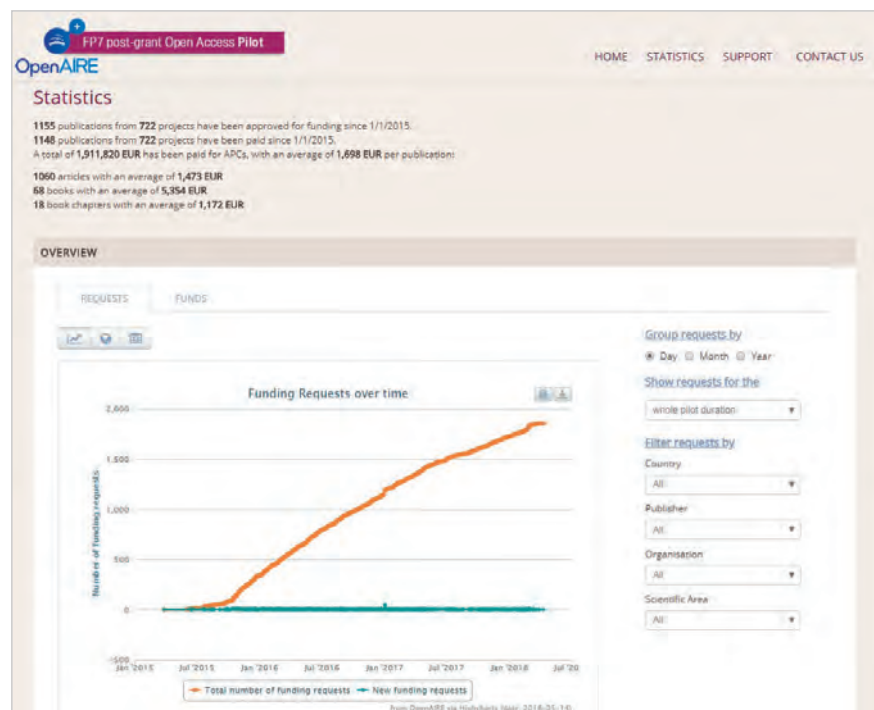 FP7 post-grant Open Access Pilot
OpenAIRE
HOME STATISTICS SUPPORT CONTACT US
Statistics
1155 publications from 722 projects have been approved for funding since 1/1/2015.
1148 publications from 722 projects have been paid since 1/1/2015.
A total of 1,911,820 EUR has been paid for APCs, with an average of 1,698 EUR per publication:
1060 articles with an average of 1,473 EUR
68 books with an average of 5,354 EUR
18 book chapters with an average of 1,172 EUR
OVERVIEW
REQUESTS FUNDS
Group requests by
Day Month Year
Show requests for the
whole pilot duration
Filter requests by
Country
All
Publisher
All
Organisation
All
Scientific Area
All
Funding Requests over time
Number of funding requests
2,000
1,500
1,000
500
0
-500
Jan '2015 Jul '2015 Jan '2016 Jul '2016 Jan '2017 Jul '2017 Jan '2018 Jul '20
Total number of funding requests New funding requests
from OpenAIRE via HighCharts